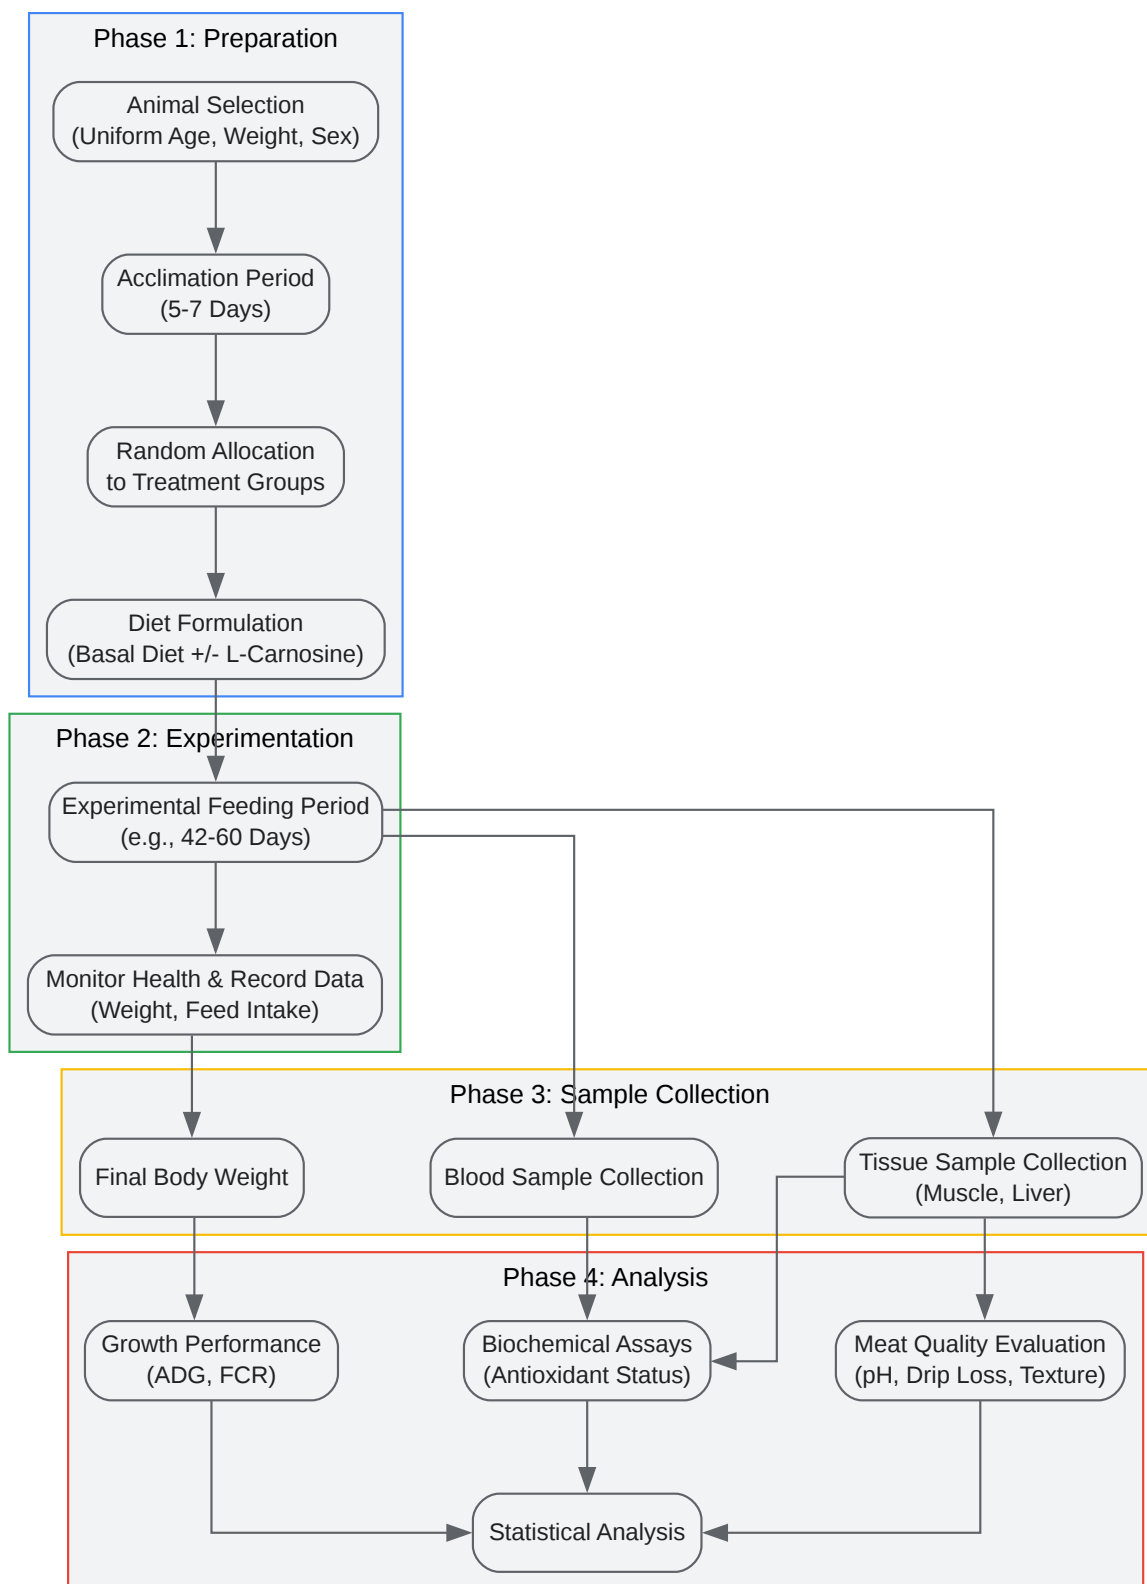 Phase 1: Preparation
Animal Selection
(Uniform Age, Weight, Sex)
Acclimation Period
(5-7 Days)
Random Allocation
to Treatment Groups
Diet Formulation
(Basal Diet +/- L-Carnosine)
Phase 2: Experimentation
Experimental Feeding Period
(e.g., 42-60 Days)
Monitor Health & Record Data
(Weight, Feed Intake)
Phase 3: Sample Collection
Final Body Weight
Blood Sample Collection
Tissue Sample Collection
(Muscle, Liver)
Phase 4: Analysis
Growth Performance
(ADG, FCR)
Biochemical Assays
(Antioxidant Status)
Meat Quality Evaluation
(pH, Drip Loss, Texture)
Statistical Analysis